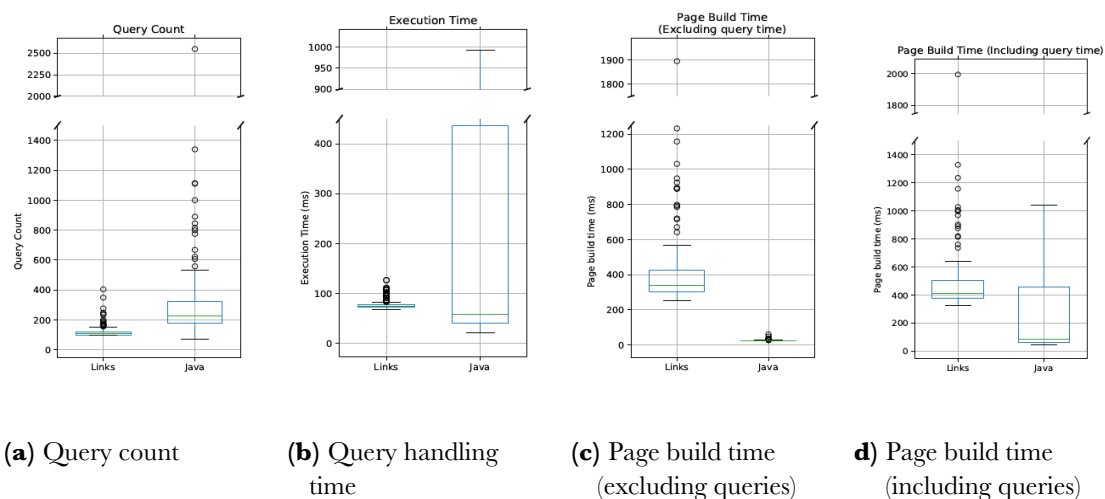 Query Count
2500
2250
2000
1400
1200
1000
800
600
400
200
0
Query Count
Links
Java
Execution Time
1000
950
900
400
300
200
100
0
Execution Time (ms)
Links
Java
Page Build Time
(Excluding query time)
1900
1800
1200
1000
800
600
400
200
0
Page build time (ms)
Links
Java
Page Build Time (Including query time)
2000
1800
1400
1200
1000
800
600
400
200
0
Page build time (ms)
Links
Java
(a) Query count
(b) Query handling
time
(c) Page build time
(excluding queries)
d) Page build time
(including queries)